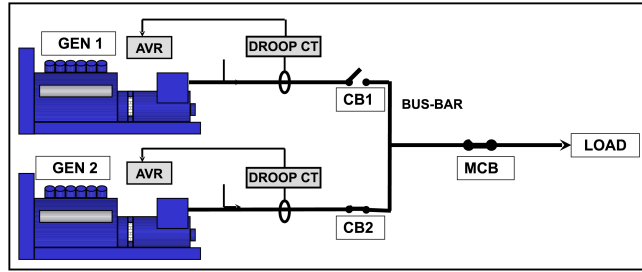 GEN 1
AVR
DROOP CT
CB1
BUS-BAR
GEN 2
AVR
DROOP CT
CB2
MCB
LOAD